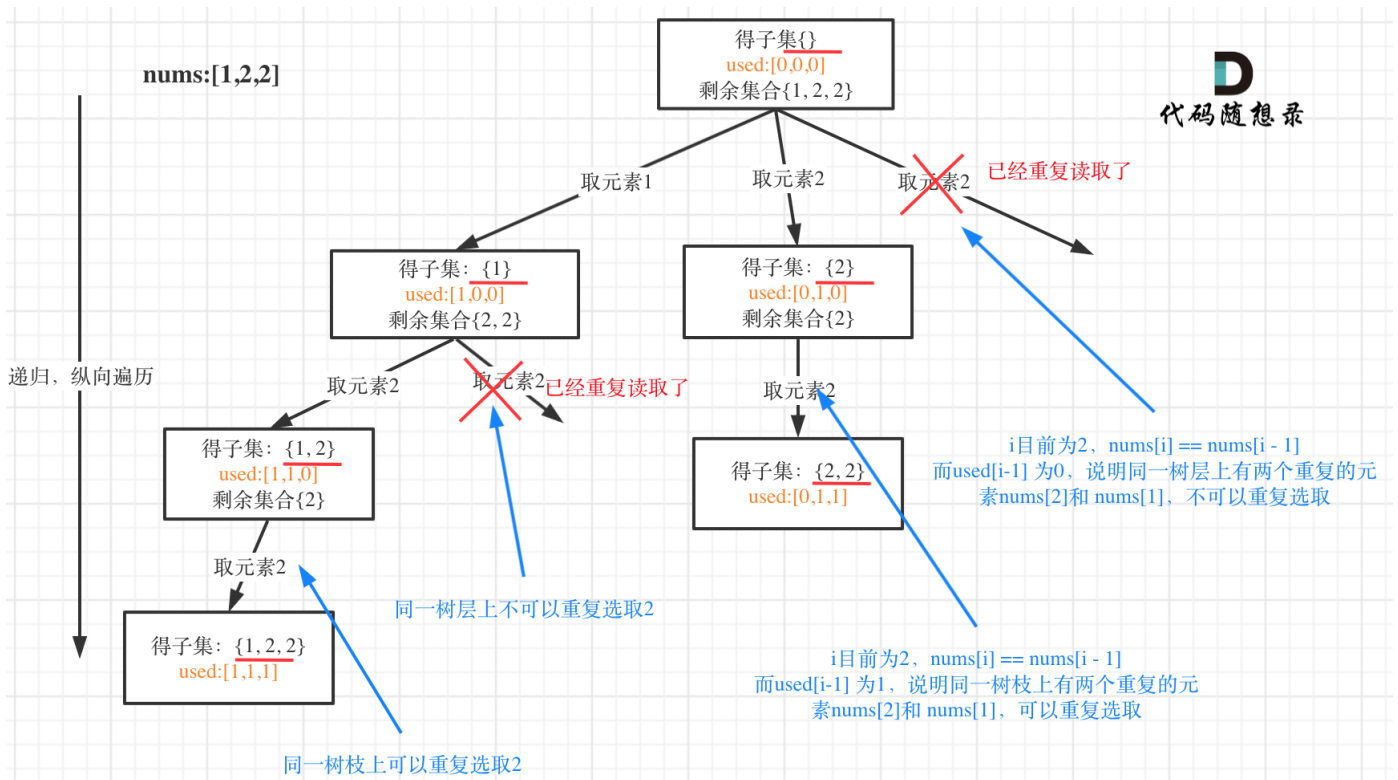 nums:[1,2,2]
得子集{}
used:[0,0,0]
剩余集合{1, 2, 2}
代码随想录
取元素1
取元素2
取元素2
已经重复读取了
得子集：{1}
used:[1,0,0]
剩余集合{2, 2}
得子集：{2}
used:[0,1,0]
剩余集合{2}
递归，纵向遍历
取元素2
取元素2
已经重复读取了
取元素2
得子集：{1, 2}
used:[1,1,0]
剩余集合{2}
得子集：{2, 2}
used:[0,1,1]
i目前为2，nums[i] == nums[i - 1]
而used[i-1] 为0，说明同一树层上有两个重复的元
素nums[2]和 nums[1]，不可以重复选取
取元素2
同一树层上不可以重复选取2
得子集：{1, 2, 2}
used:[1,1,1]
i目前为2，nums[i] == nums[i - 1]
而used[i-1] 为1，说明同一树枝上有两个重复的元
素nums[2]和 nums[1]，可以重复选取
同一树枝上可以重复选取2